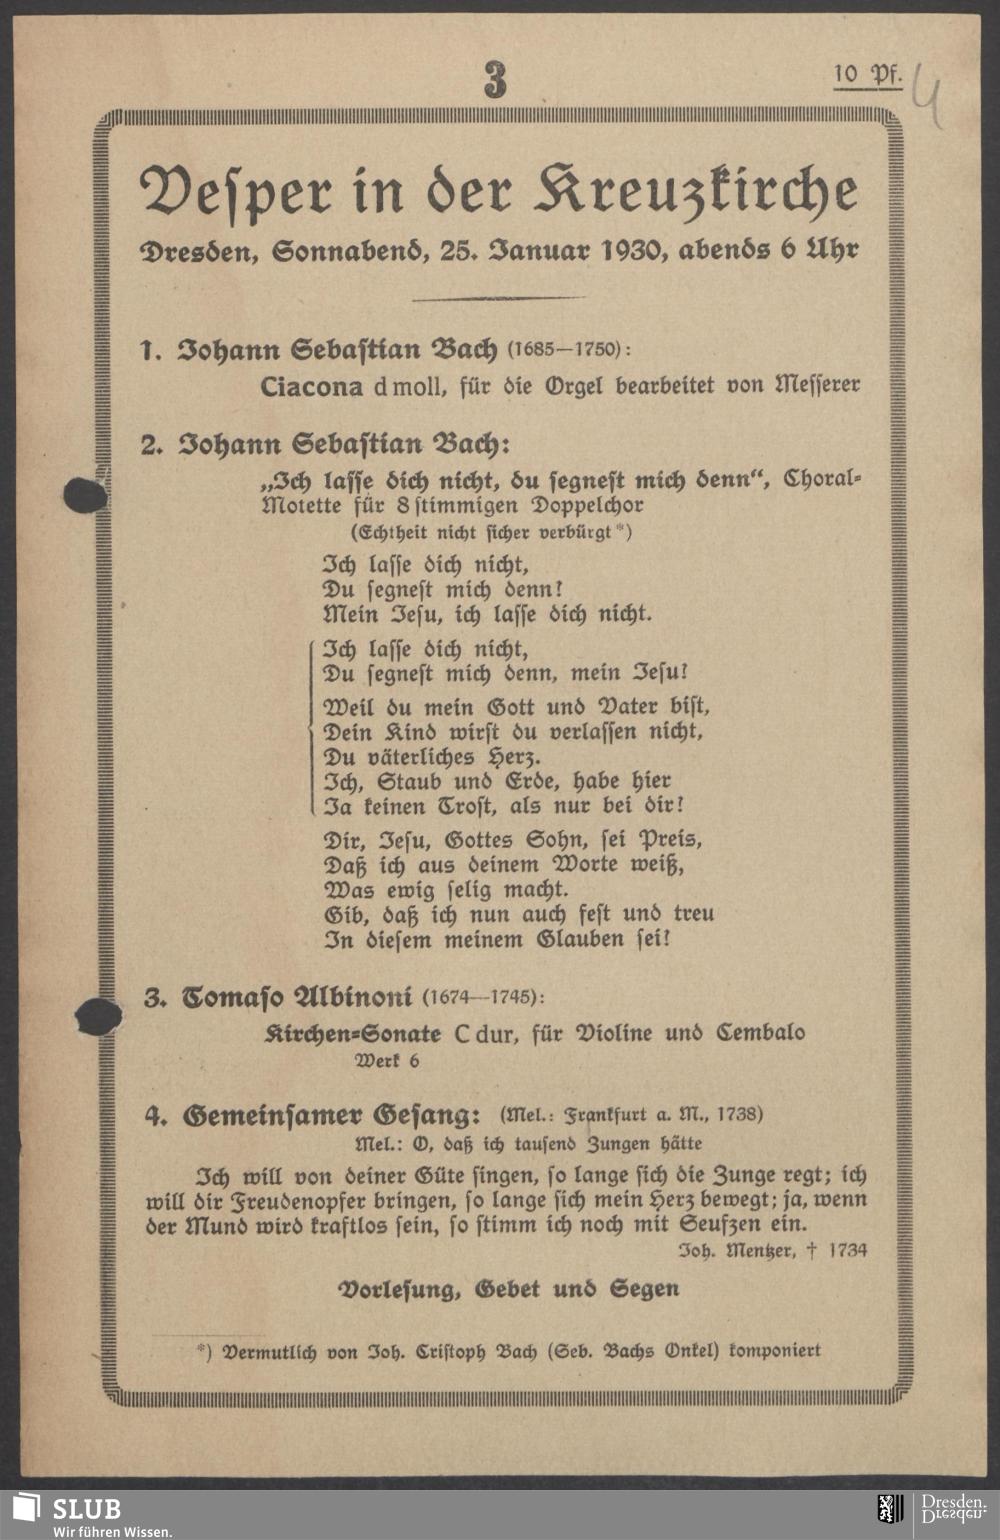 3
10 Pf.
4
Vesper in der Kreuzkirche
Dresden, Sonnabend, 25. Januar 1930, abends 6 Uhr
1. Johann Sebastian Bach (1685—1750):
Ciacona d moll, für die Orgel bearbeitet von Messerer
2. Johann Sebastian Bach:
„Ich lasse dich nicht, du segnest mich denn“, Choral-
Motette für 8 stimmigen Doppelchor
(Echtheit nicht sicher verbürgt *)
Ich lasse dich nicht,
Du segnest mich denn!
Mein Jesu, ich lasse dich nicht.
Ich lasse dich nicht,
Du segnest mich denn, mein Jesu!
Weil du mein Gott und Vater bist,
Dein Kind wirst du verlassen nicht,
Du väterliches Herz.
Ich, Staub und Erde, habe hier
Ja keinen Trost, als nur bei dir!
Dir, Jesu, Gottes Sohn, sei Preis,
Daß ich aus deinem Worte weiß,
Was ewig selig macht.
Gib, daß ich nun auch fest und treu
In diesem meinem Glauben sei!
3. Tomaso Albinoni (1674—1745):
Kirchen-Sonate C dur, für Violine und Cembalo
Werk 6
4. Gemeinsamer Gesang: (Mel.: Frankfurt a. M., 1738)
Mel.: O, daß ich tausend Zungen hätte
Ich will von deiner Güte singen, so lange sich die Zunge regt; ich
will dir Freudenopfer bringen, so lange sich mein Herz bewegt; ja, wenn
der Mund wird kraftlos sein, so stimm ich noch mit Seufzen ein.
Joh. Mentzer, † 1734
Vorlesung, Gebet und Segen
*) Vermutlich von Joh. Cristoph Bach (Seb. Bachs Onkel) komponiert
SLUB
Wir führen Wissen.
Dresden.
Dresden.